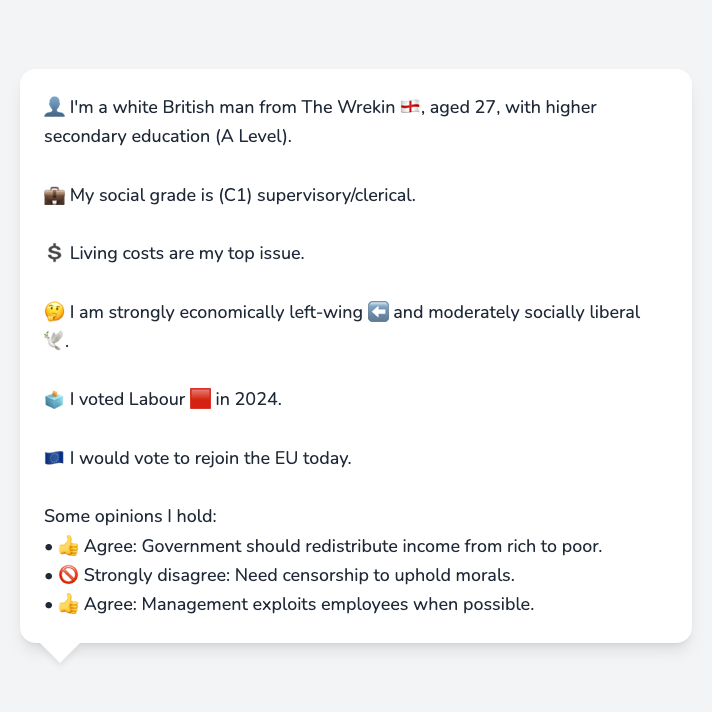 👤 I'm a white British man from The Wrekin 🏴󠁧󠁢󠁥󠁮󠁧󠁿, aged 27, with higher
secondary education (A Level).
💼 My social grade is (C1) supervisory/clerical.
💲 Living costs are my top issue.
🤔 I am strongly economically left-wing ⬅️ and moderately socially liberal
🕊️.
🗳️ I voted Labour 🟥 in 2024.
🇪🇺 I would vote to rejoin the EU today.
Some opinions I hold:
• 👍 Agree: Government should redistribute income from rich to poor.
• 🚫 Strongly disagree: Need censorship to uphold morals.
• 👍 Agree: Management exploits employees when possible.